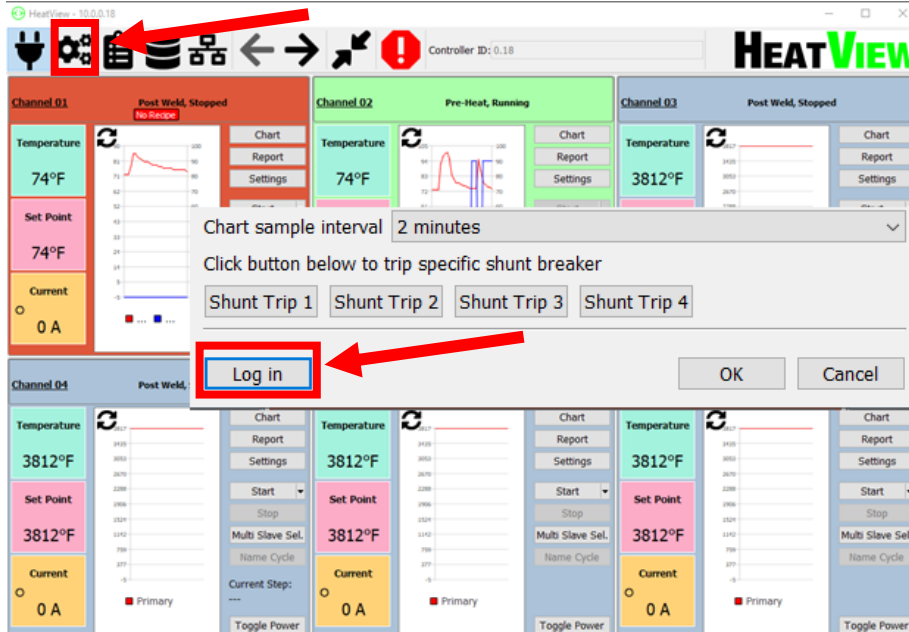 HeatView - 10.0.0.18
Controller ID: 0.18
HEATVIEW
Channel 01
Post Weld, Stopped
No Recipe
Temperature
74°F
Set Point
74°F
Current
0 A
... ...
Chart
Report
Settings
Channel 02
Pre-Heat, Running
Temperature
74°F
Chart
Report
Settings
Channel 03
Post Weld, Stopped
Temperature
3812°F
Chart
Report
Settings
Chart sample interval 2 minutes
Click button below to trip specific shunt breaker
Shunt Trip 1 Shunt Trip 2 Shunt Trip 3 Shunt Trip 4
Log in OK Cancel
Channel 04
Post Weld,
Temperature
3812°F
Set Point
3812°F
Current
0 A
Primary
Chart
Report
Settings
Start
Stop
Multi Slave Sel.
Name Cycle
Current Step:
---
Toggle Power
Temperature
3812°F
Set Point
3812°F
Current
0 A
Primary
Chart
Report
Settings
Start
Stop
Multi Slave Sel.
Name Cycle
Toggle Power
Temperature
3812°F
Set Point
3812°F
Current
0 A
Primary
Chart
Report
Settings
Start
Stop
Multi Slave Sel.
Name Cycle
Toggle Power